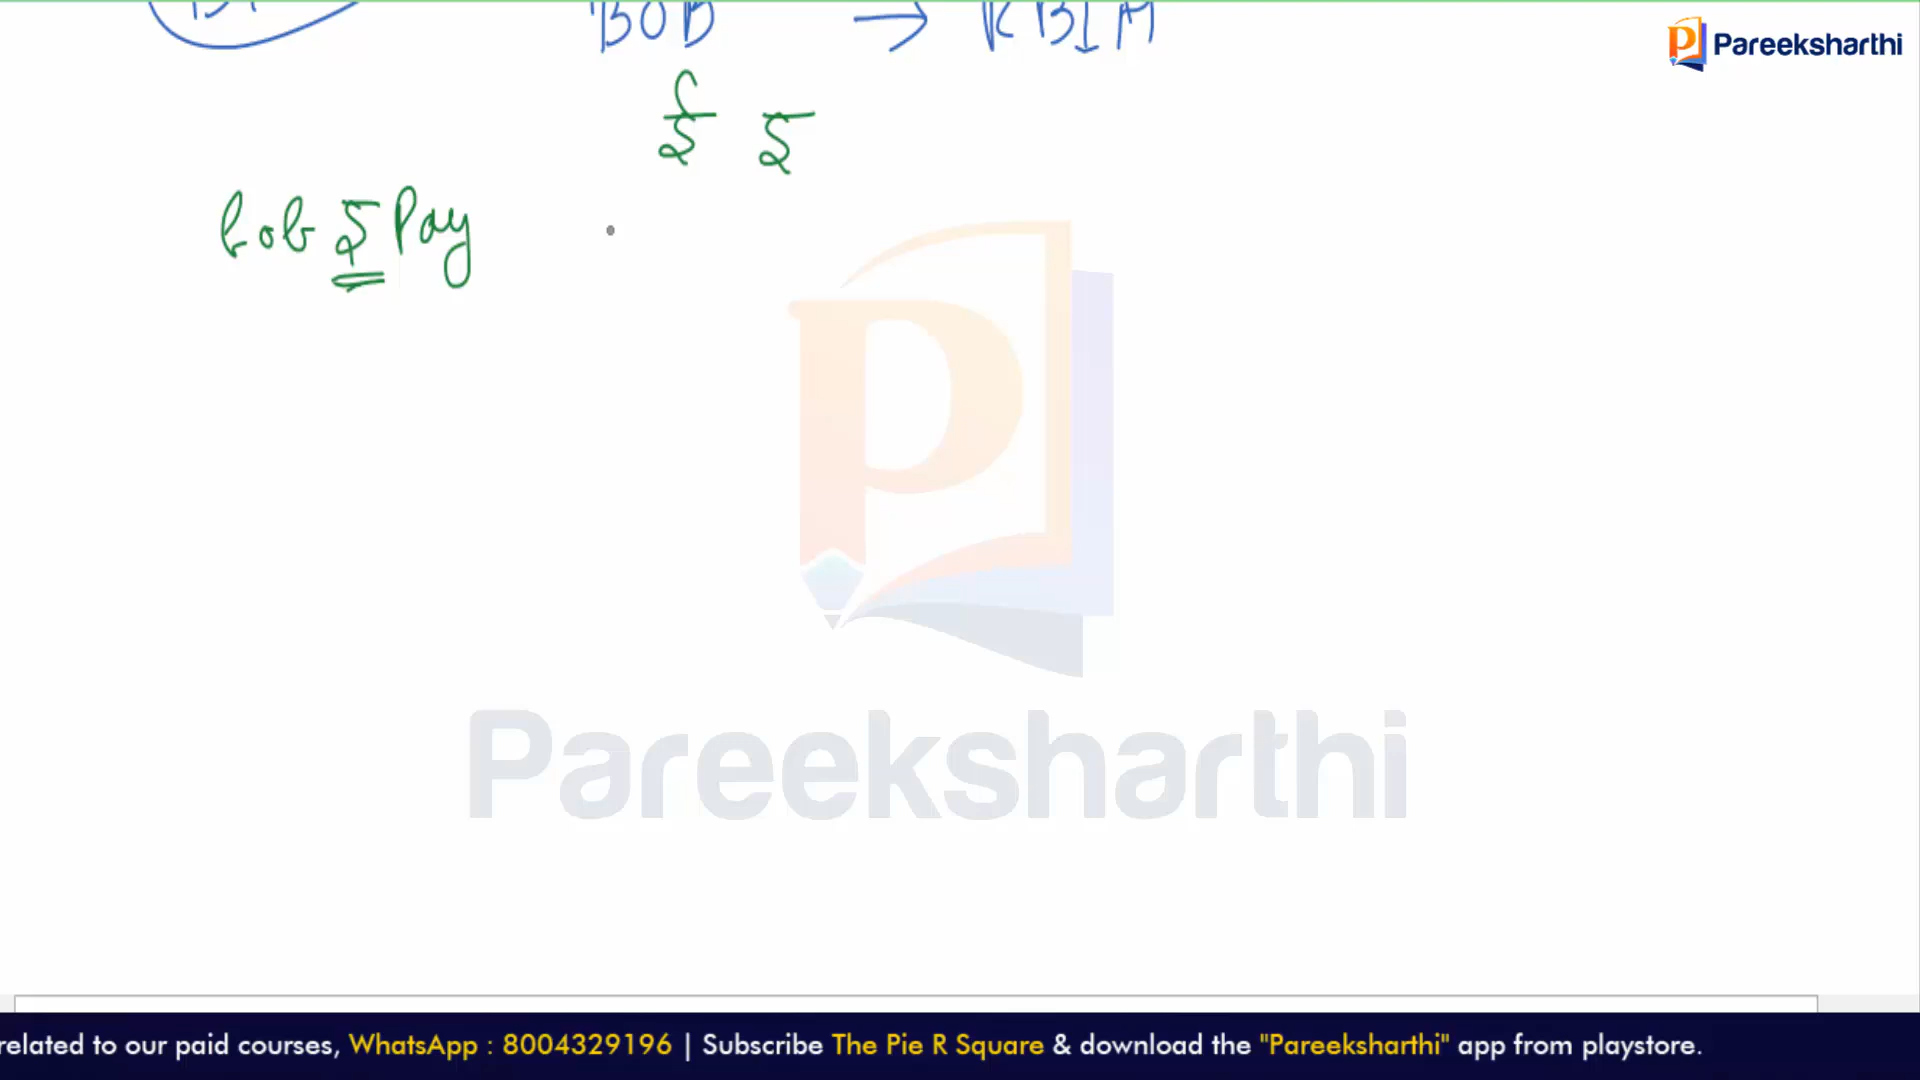 BOB → RBIH
Pareeksharthi
ई इ
bob इ Pay
Pareeksharthi
related to our paid courses, WhatsApp : 8004329196 | Subscribe The Pie R Square & download the "Pareeksharthi" app from playstore.